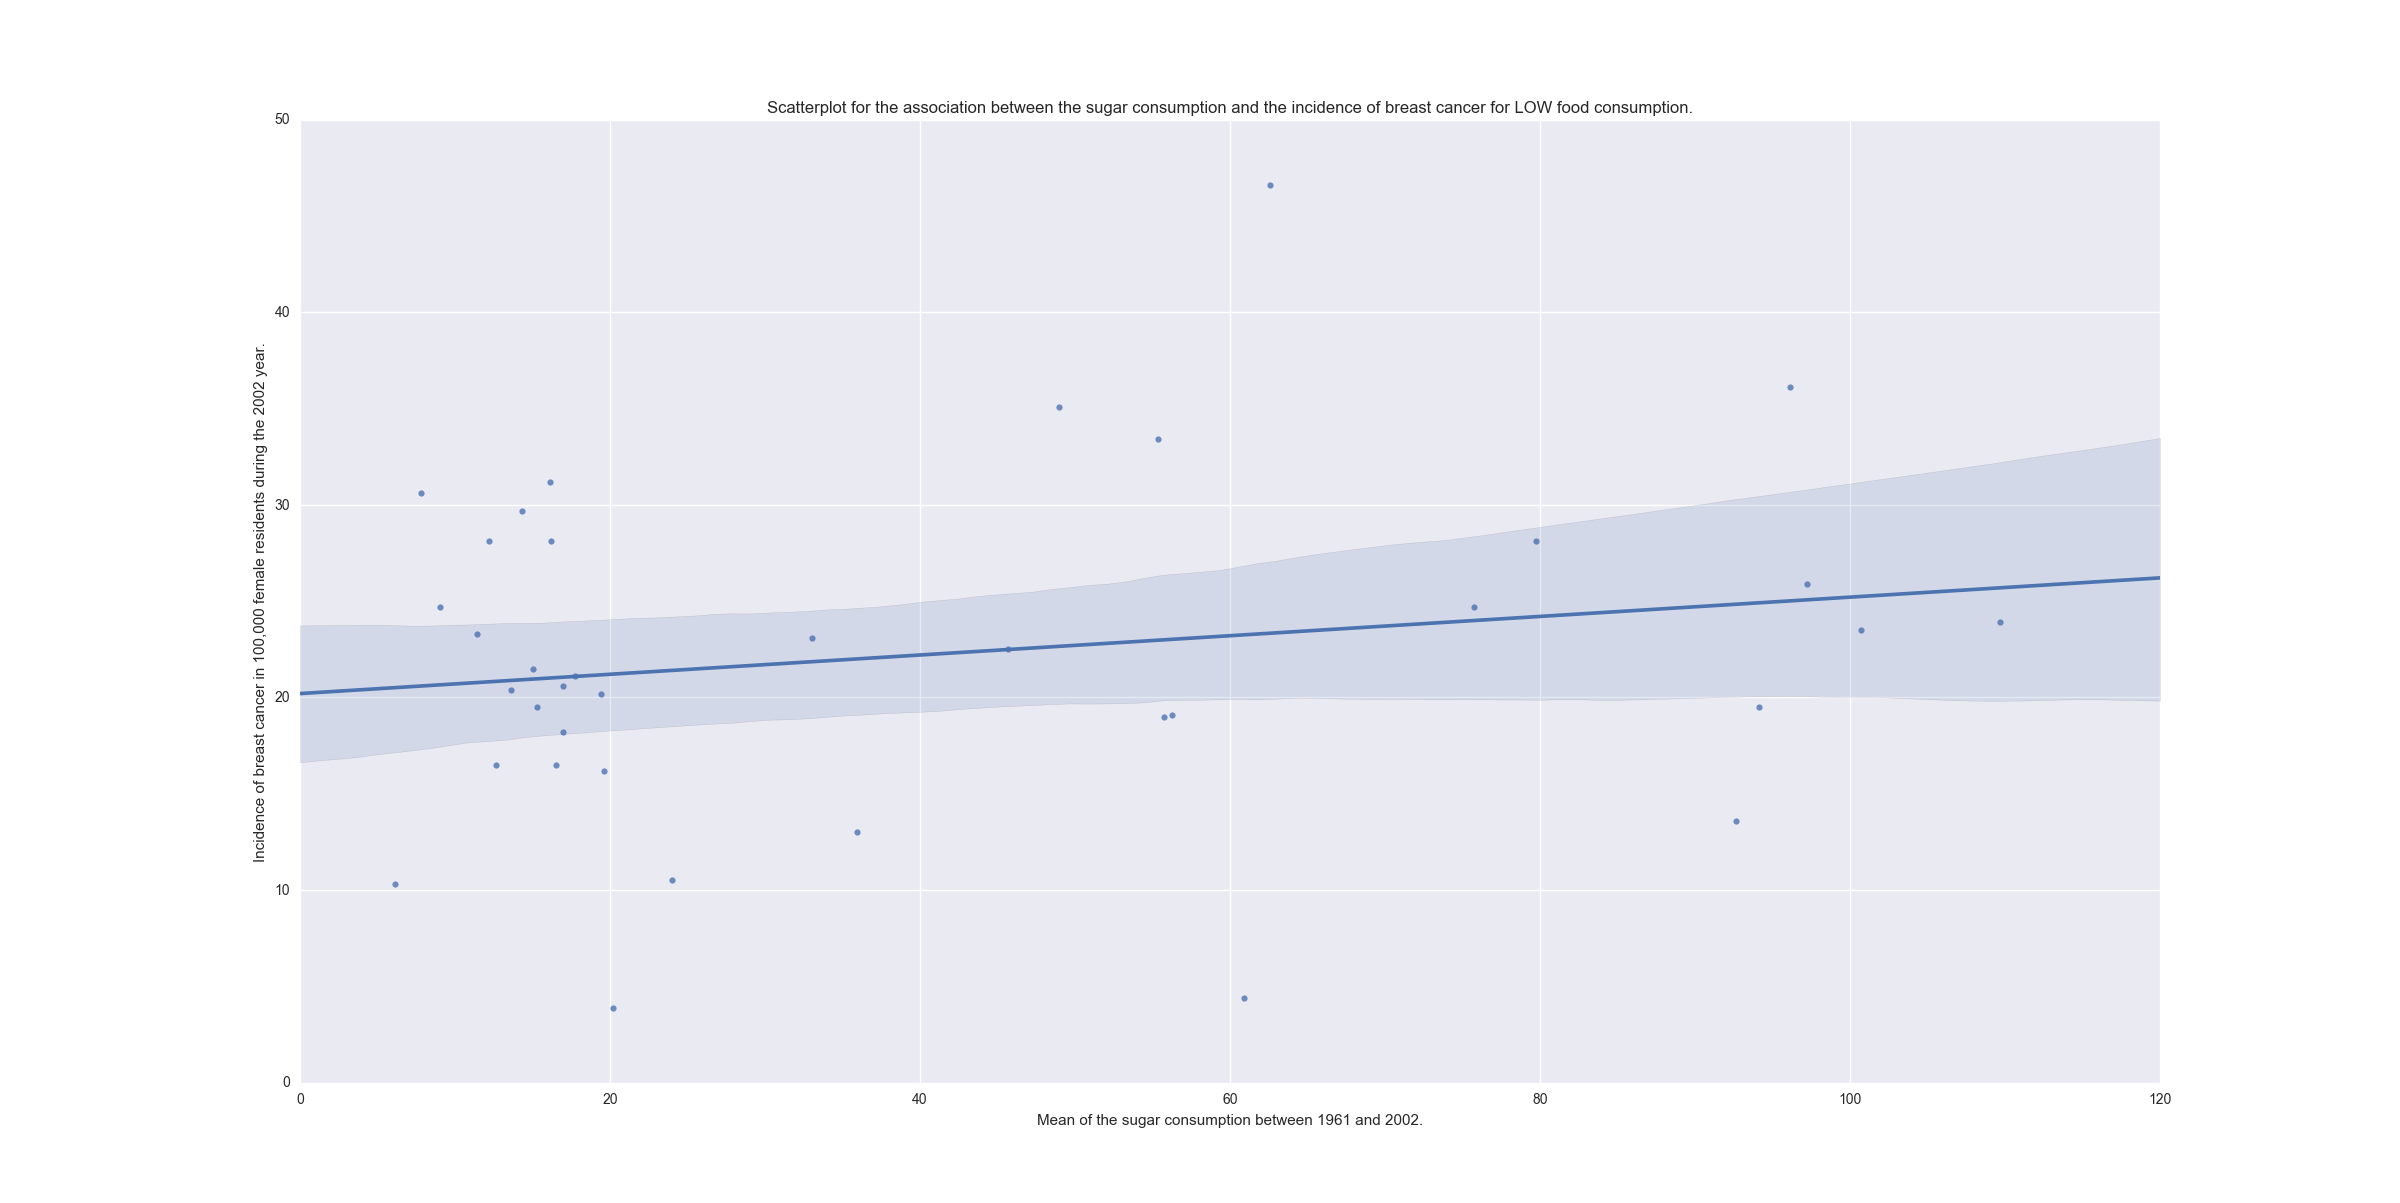 Scatterplot for the association between the sugar consumption and the incidence of breast cancer for LOW food consumption.
50
40
30
20
10
0
Incidence of breast cancer in 100,000 female residents during the 2002 year.
0 20 40 60 80 100 120
Mean of the sugar consumption between 1961 and 2002.